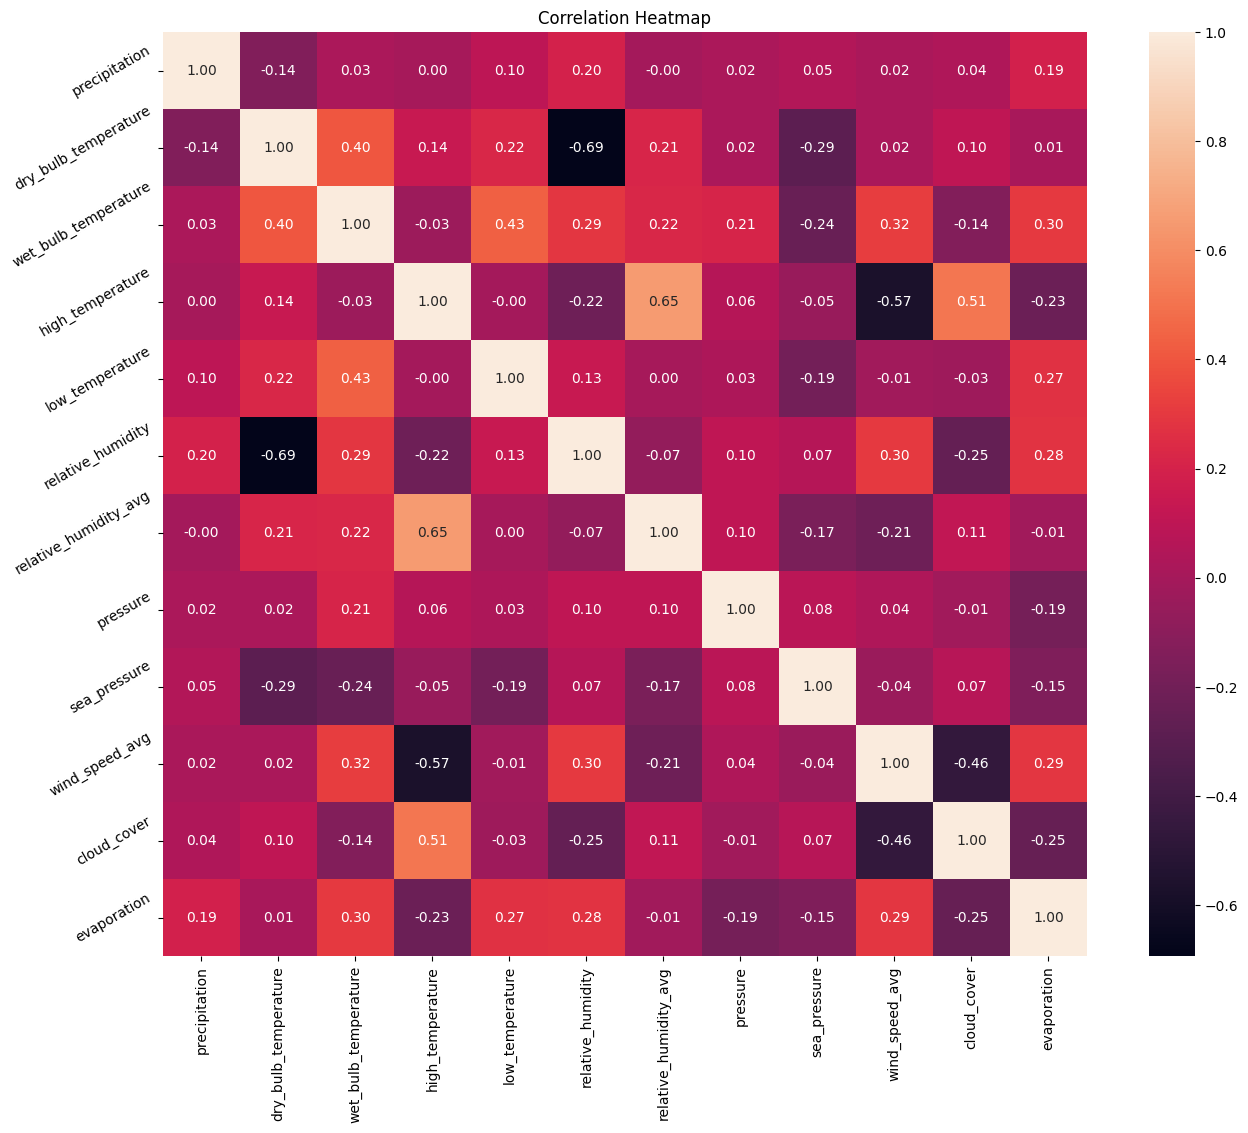 Correlation Heatmap
precipitation 1.00 -0.14 0.03 0.00 0.10 0.20 -0.00 0.02 0.05 0.02 0.04 0.19
dry_bulb_temperature -0.14 1.00 0.40 0.14 0.22 -0.69 0.21 0.02 -0.29 0.02 0.10 0.01
wet_bulb_temperature 0.03 0.40 1.00 -0.03 0.43 0.29 0.22 0.21 -0.24 0.32 -0.14 0.30
high_temperature 0.00 0.14 -0.03 1.00 -0.00 -0.22 0.65 0.06 -0.05 -0.57 0.51 -0.23
low_temperature 0.10 0.22 0.43 -0.00 1.00 0.13 0.00 0.03 -0.19 -0.01 -0.03 0.27
relative_humidity 0.20 -0.69 0.29 -0.22 0.13 1.00 -0.07 0.10 0.07 0.30 -0.25 0.28
relative_humidity_avg -0.00 0.21 0.22 0.65 0.00 -0.07 1.00 0.10 -0.17 -0.21 0.11 -0.01
pressure 0.02 0.02 0.21 0.06 0.03 0.10 0.10 1.00 0.08 0.04 -0.01 -0.19
sea_pressure 0.05 -0.29 -0.24 -0.05 -0.19 0.07 -0.17 0.08 1.00 -0.04 0.07 -0.15
wind_speed_avg 0.02 0.02 0.32 -0.57 -0.01 0.30 -0.21 0.04 -0.04 1.00 -0.46 0.29
cloud_cover 0.04 0.10 -0.14 0.51 -0.03 -0.25 0.11 -0.01 0.07 -0.46 1.00 -0.25
evaporation 0.19 0.01 0.30 -0.23 0.27 0.28 -0.01 -0.19 -0.15 0.29 -0.25 1.00
precipitation
dry_bulb_temperature
wet_bulb_temperature
high_temperature
low_temperature
relative_humidity
relative_humidity_avg
pressure
sea_pressure
wind_speed_avg
cloud_cover
evaporation
1.0
0.8
0.6
0.4
0.2
0.0
−0.2
−0.4
−0.6